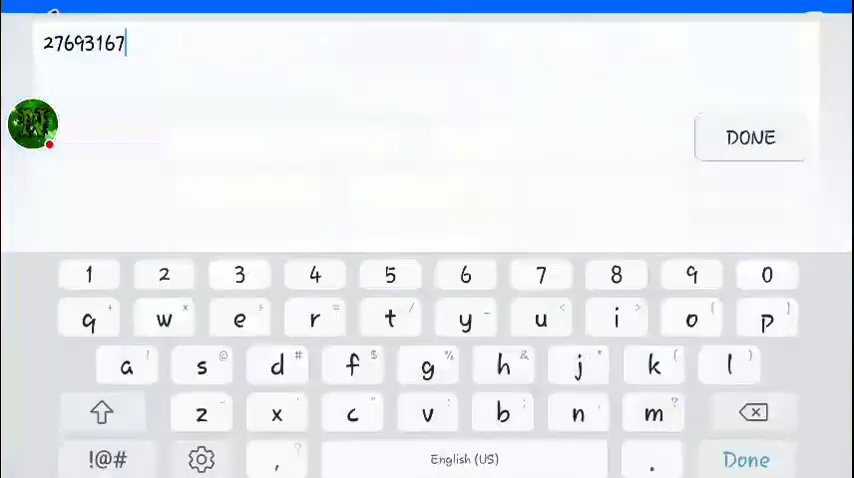 27693167
DONE
1 2 3 4 5 6 7 8 9 0
q w e r t y u i o p
a s d f g h j k l
z x c v b n m
!@# , English (US) . Done